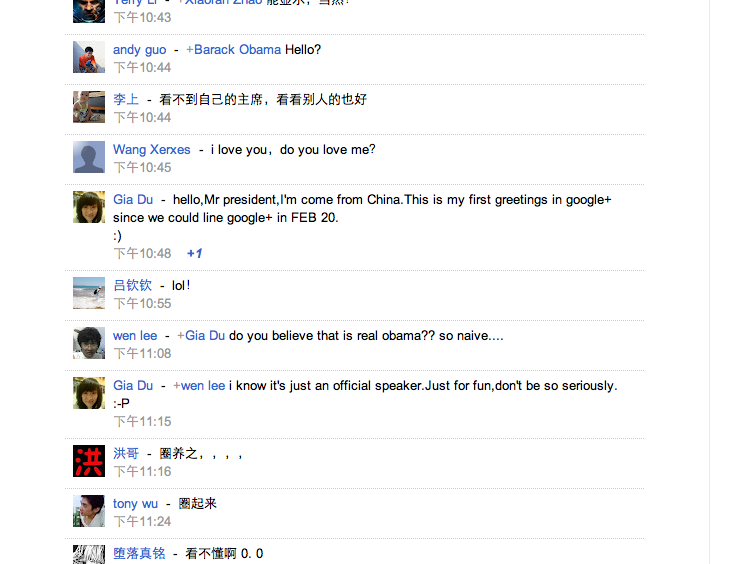 Terry Li - +Xiaoran Zhao 能显示，当然！
下午10:43
andy guo - +Barack Obama Hello?
下午10:44
李上 - 看不到自己的主席，看看别人的也好
下午10:44
Wang Xerxes - i love you，do you love me?
下午10:45
Gia Du - hello,Mr president,I'm come from China.This is my first greetings in google+
since we could line google+ in FEB 20.
:)
下午10:48 +1
吕钦钦 - lol！
下午10:55
wen lee - +Gia Du do you believe that is real obama?? so naive....
下午11:08
Gia Du - +wen lee i know it's just an official speaker.Just for fun,don't be so seriously.
:-P
下午11:15
洪
洪哥 - 圈养之，，，，
下午11:16
tony wu - 圈起来
下午11:24
堕落真铭 - 看不懂啊 0. 0